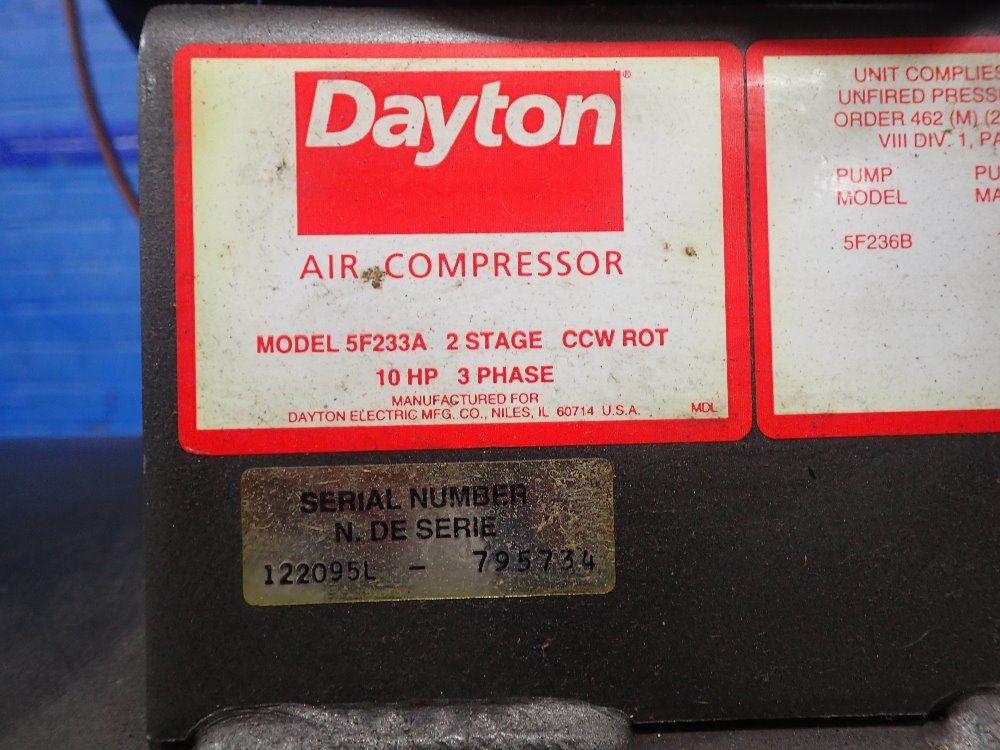 Dayton®
AIR COMPRESSOR
MODEL 5F233A 2 STAGE CCW ROT
10 HP 3 PHASE
MANUFACTURED FOR
DAYTON ELECTRIC MFG. CO., NILES, IL 60714 U.S.A.
MDL
UNIT COMPLIES
UNFIRED PRESS
ORDER 462 (M) (2
VIII DIV. 1, PA
PUMP PU
MODEL MA
5F236B
SERIAL NUMBER
N. DE SERIE
122095L - 795734